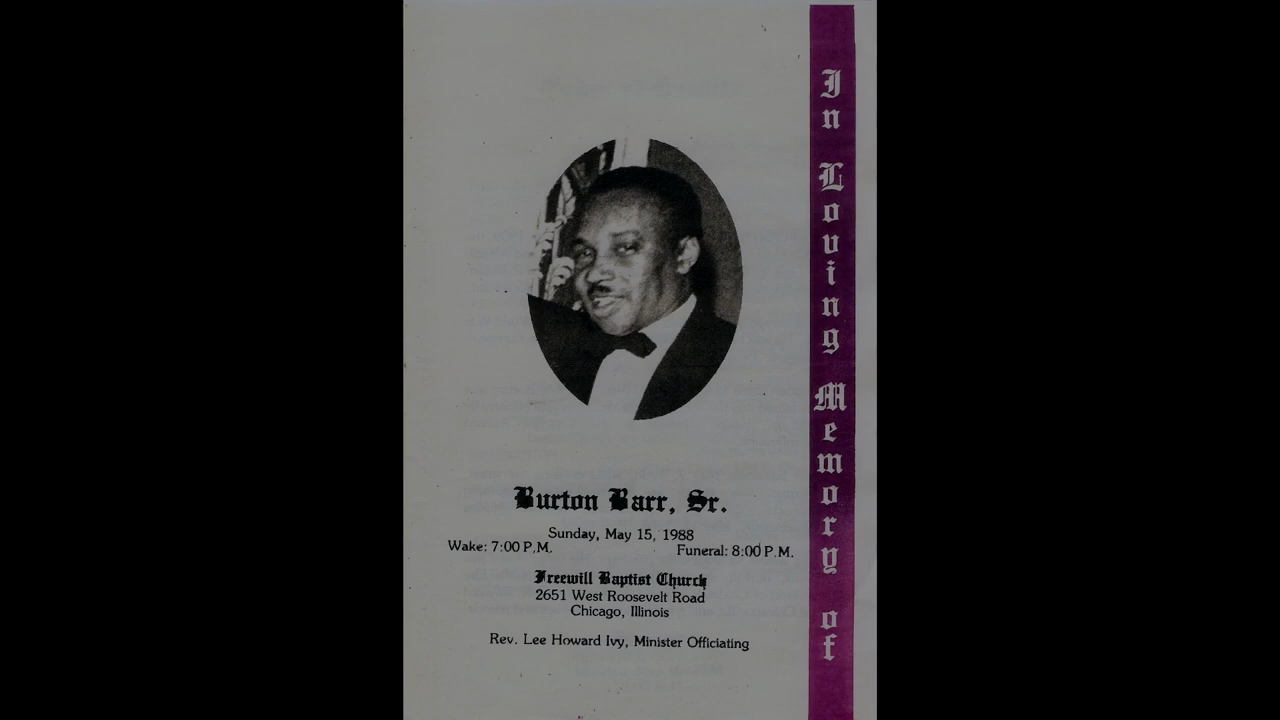 In Loving Memory of
Burton Barr, Sr.
Sunday, May 15, 1988
Wake: 7:00 P.M. Funeral: 8:00 P.M.
Freewill Baptist Church
2651 West Roosevelt Road
Chicago, Illinois
Rev. Lee Howard Ivy, Minister Officiating